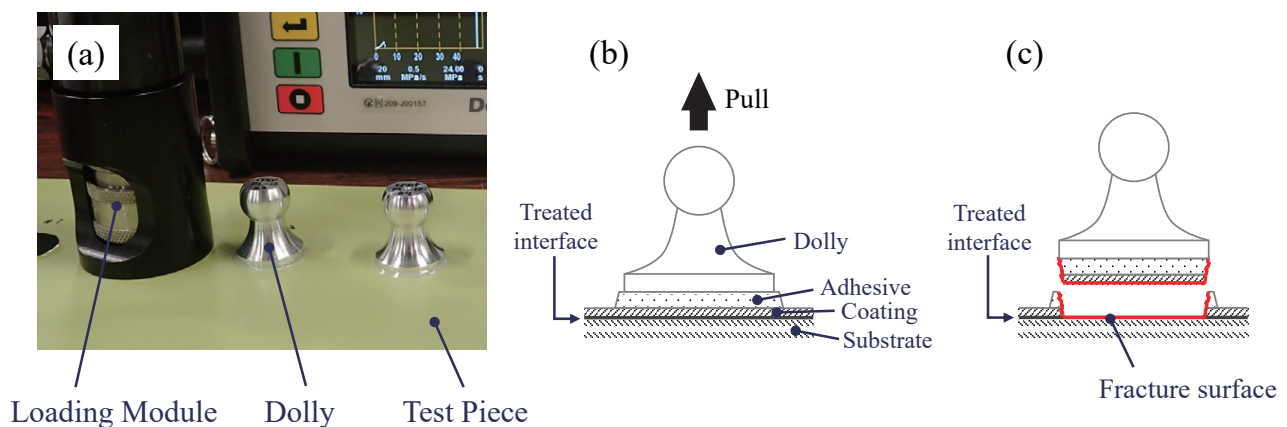 (a)
0 10 20 30 40
20 0.5 24.00 0
mm MPa/s MPa s
209-J00157
Loading Module
Dolly
Test Piece
(b)
Pull
Treated
interface
Dolly
Adhesive
Coating
Substrate
(c)
Treated
interface
Fracture surface